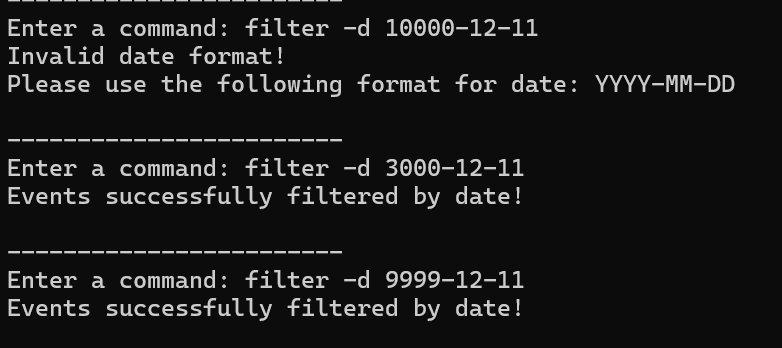 ------------------------
Enter a command: filter -d 10000-12-11
Invalid date format!
Please use the following format for date: YYYY-MM-DD
------------------------
Enter a command: filter -d 3000-12-11
Events successfully filtered by date!
------------------------
Enter a command: filter -d 9999-12-11
Events successfully filtered by date!